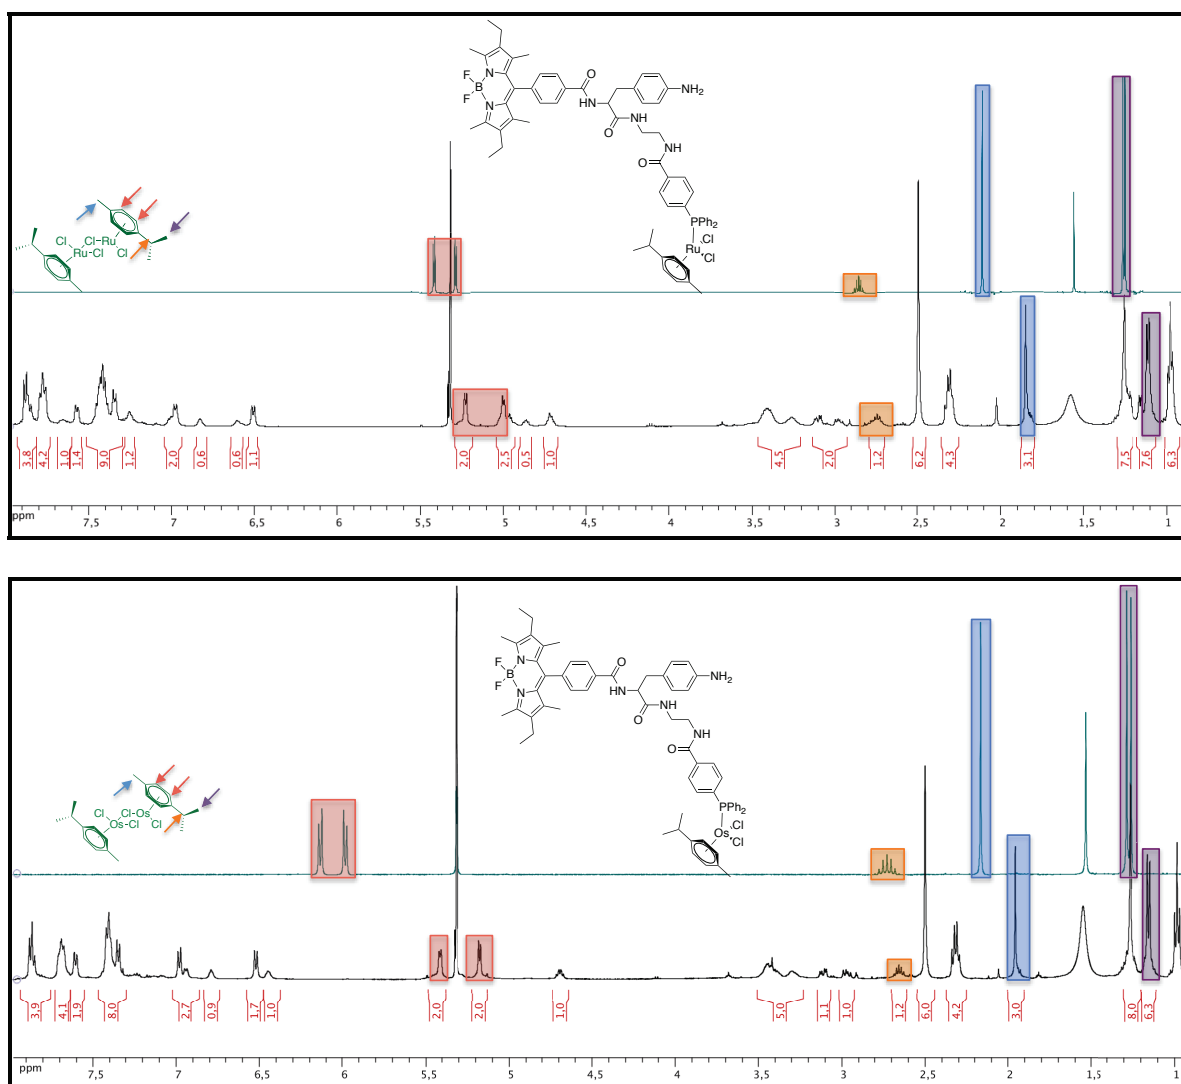 F
F
B
N
N
O
HN
NH2
O
NH
NH
O
PPh2
Cl
Ru
Cl
Cl
Cl-Ru
Ru-Cl
Cl
Cl
3,8
4,2
1,0
1,4
9,0
1,2
2,0
0,6
0,6
1,1
2,0
2,5
0,5
1,0
4,5
2,0
1,2
6,2
4,3
3,1
7,5
7,6
6,3
ppm 7,5 7 6,5 6 5,5 5 4,5 4 3,5 3 2,5 2 1,5 1
F
F
B
N
N
O
HN
NH2
O
NH
NH
O
PPh2
Cl
Os
Cl
Cl
Cl-Os
Os-Cl
Cl
Cl
3,9
4,1
1,9
8,0
2,7
0,9
1,7
1,0
2,0
2,0
1,0
5,0
1,1
1,0
1,2
6,0
4,2
3,0
8,0
6,3
ppm 7,5 7 6,5 6 5,5 5 4,5 4 3,5 3 2,5 2 1,5 1